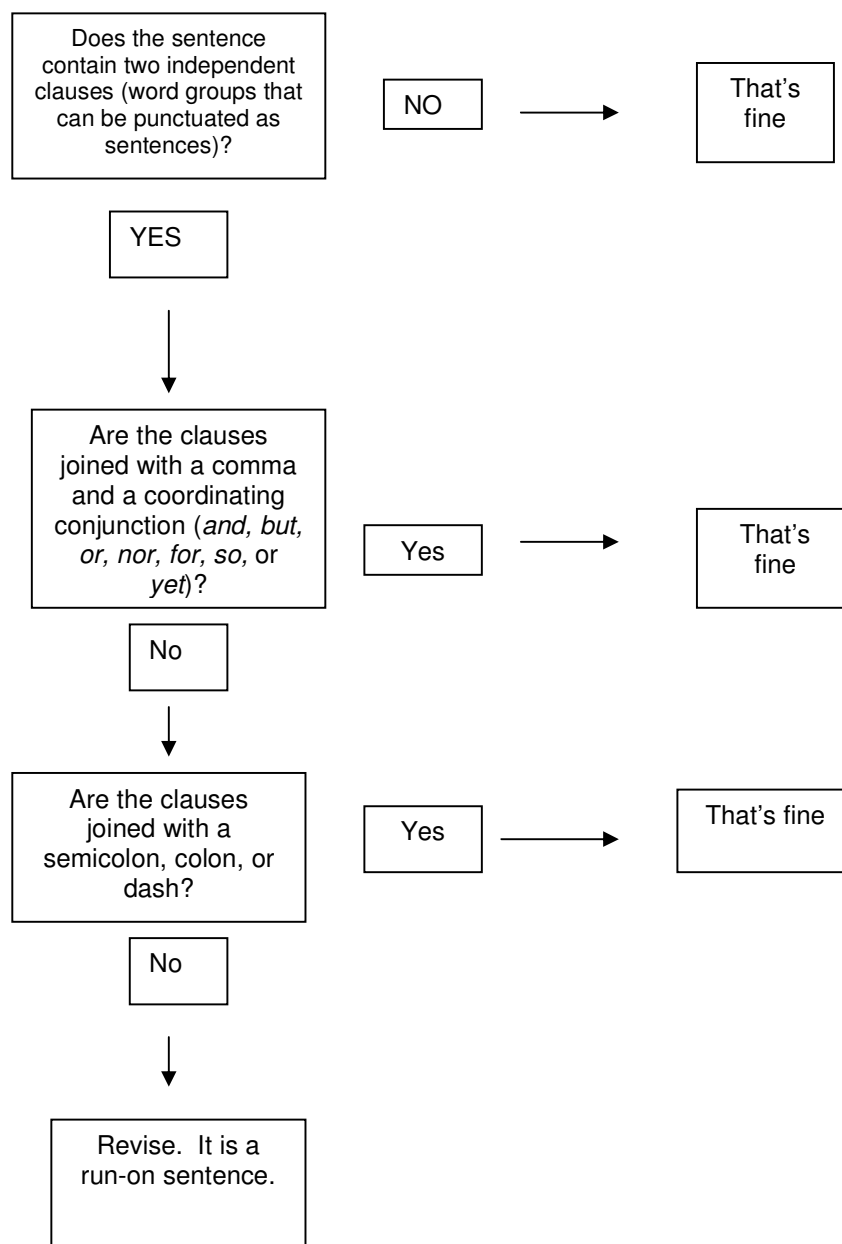 Does the sentence
contain two independent
clauses (word groups that
can be punctuated as
sentences)?
NO
That's
fine
YES
Are the clauses
joined with a comma
and a coordinating
conjunction (and, but,
or, nor, for, so, or
yet)?
Yes
That's
fine
No
Are the clauses
joined with a
semicolon, colon, or
dash?
Yes
That's fine
No
Revise.  It is a
run-on sentence.